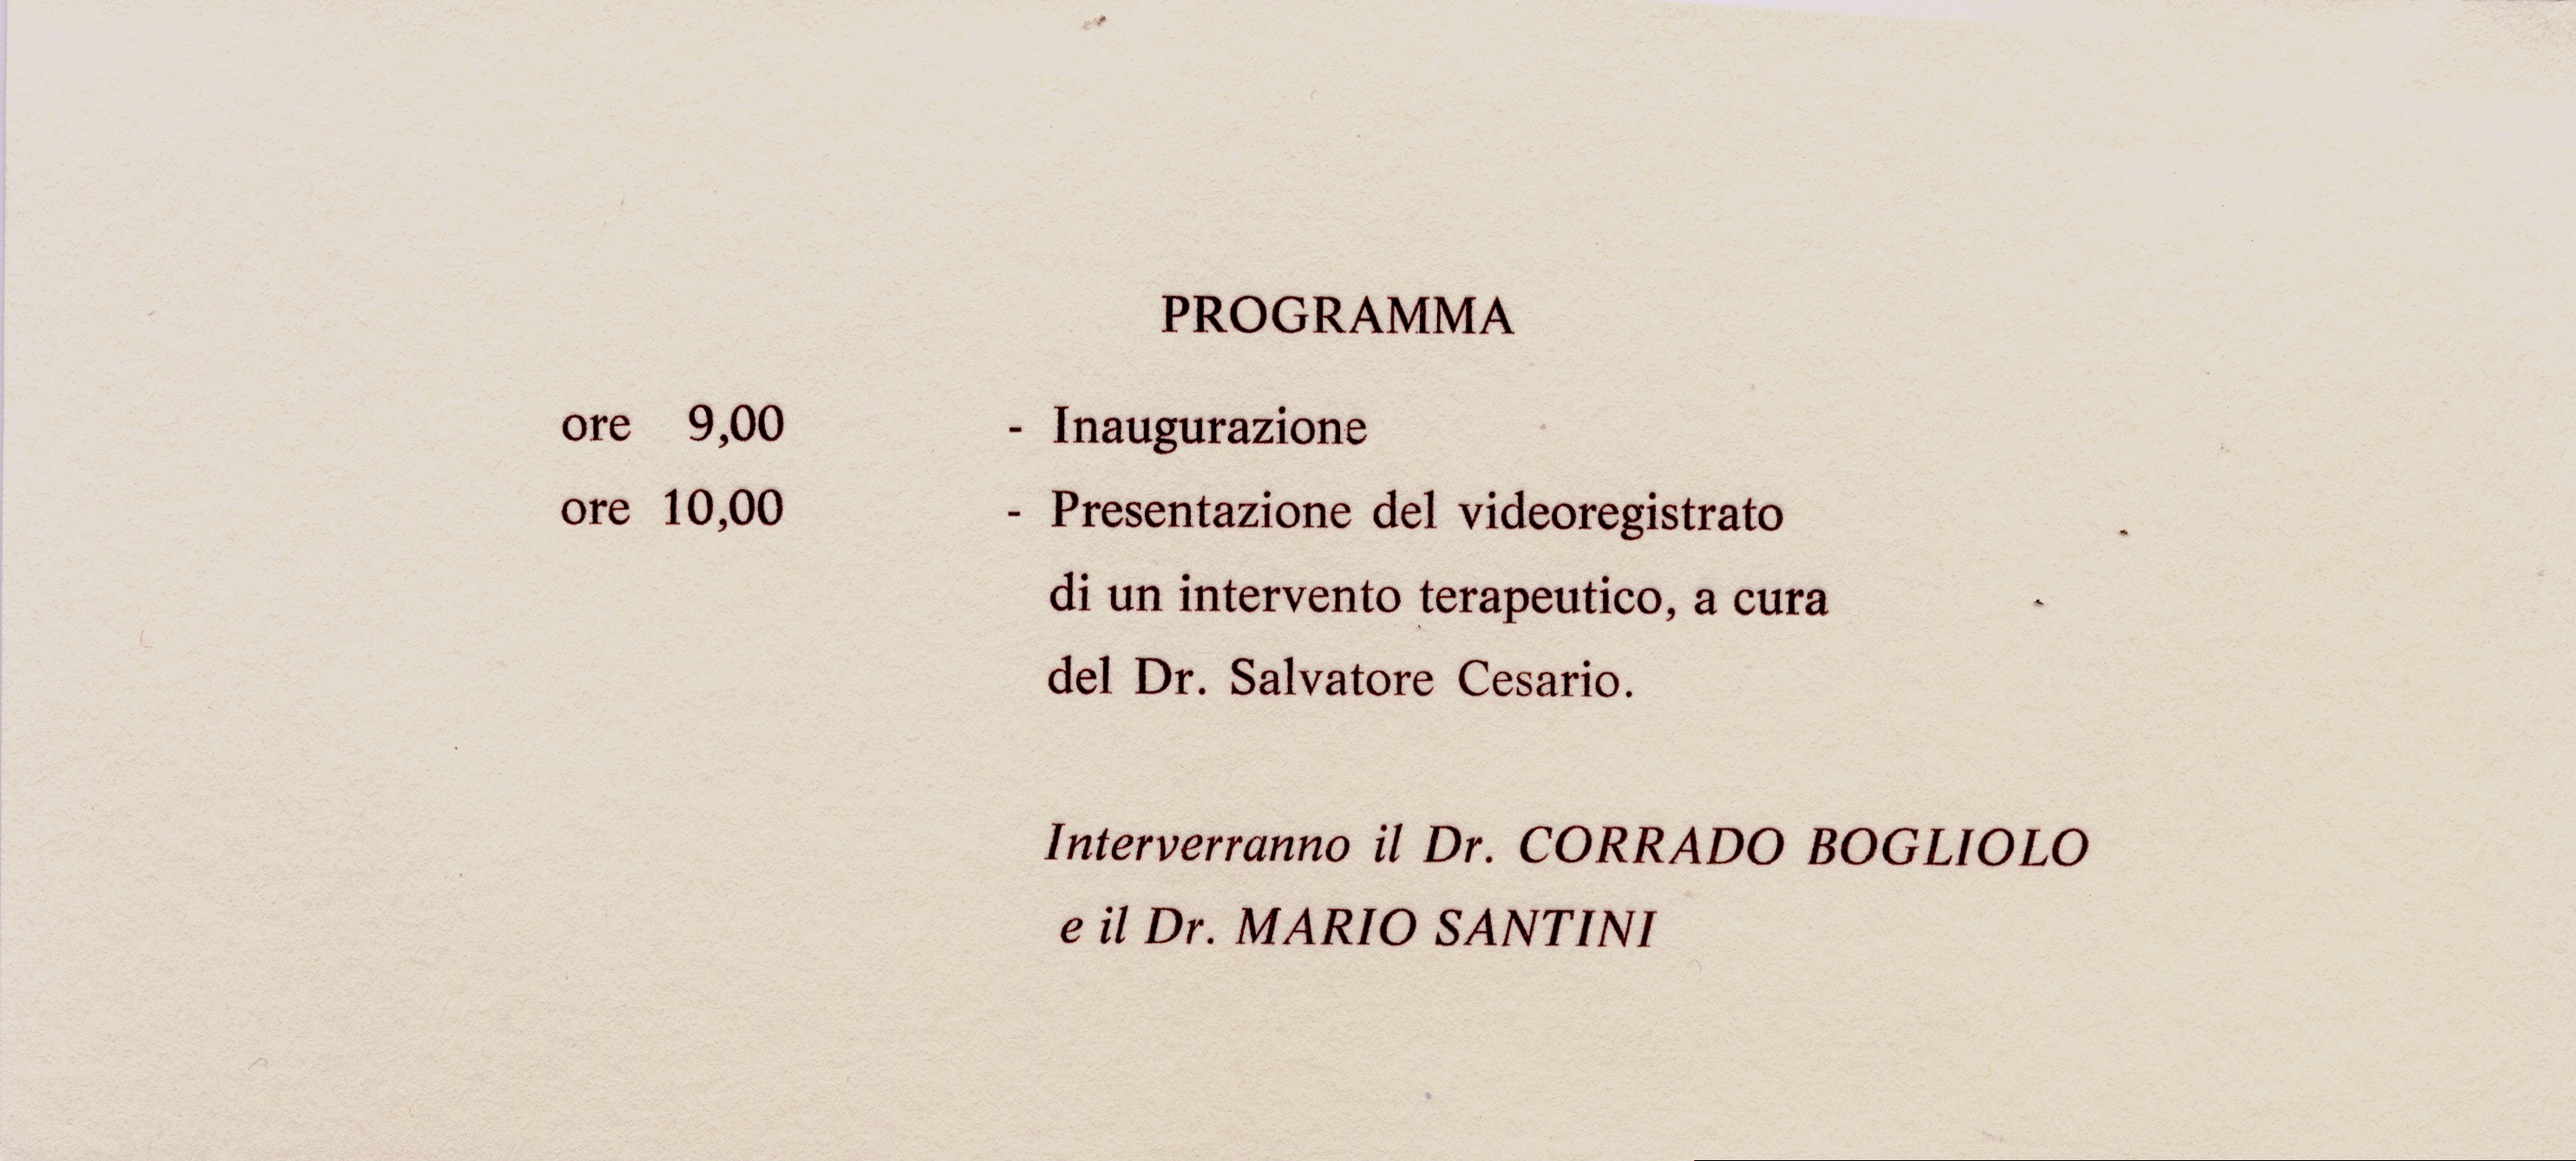 PROGRAMMA
ore 9,00 - Inaugurazione
ore 10,00 - Presentazione del videoregistrato
di un intervento terapeutico, a cura
del Dr. Salvatore Cesario.
Interverranno il Dr. CORRADO BOGLIOLO
e il Dr. MARIO SANTINI